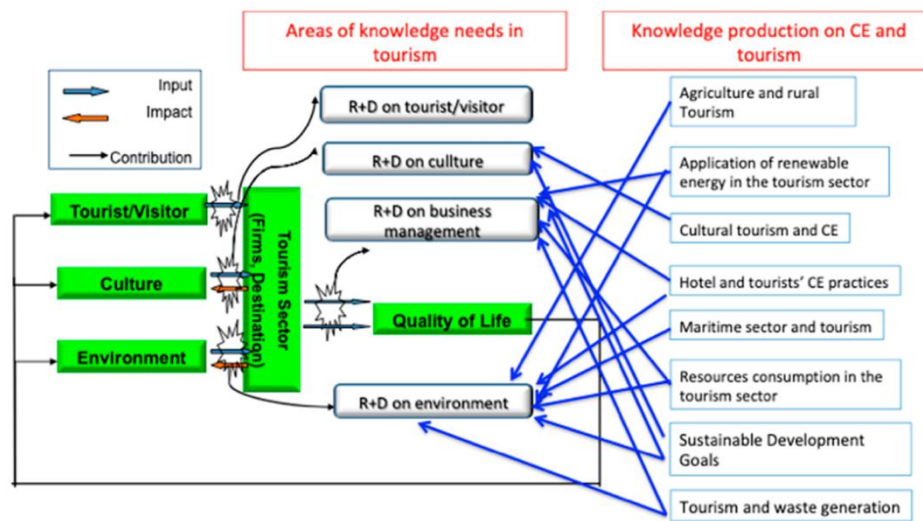 Areas of knowledge needs in
tourism
Knowledge production on CE and
tourism
Input
Impact
Contribution
Tourist/Visitor
Culture
Environment
Tourism Sector
(Firms, Destination)
Quality of Life
R+D on tourist/visitor
R+D on cullture
R+D on business
management
R+D on environment
Agriculture and rural
Tourism
Application of renewable
energy in the tourism sector
Cultural tourism and CE
Hotel and tourists' CE practices
Maritime sector and tourism
Resources consumption in the
tourism sector
Sustainable Development
Goals
Tourism and waste generation